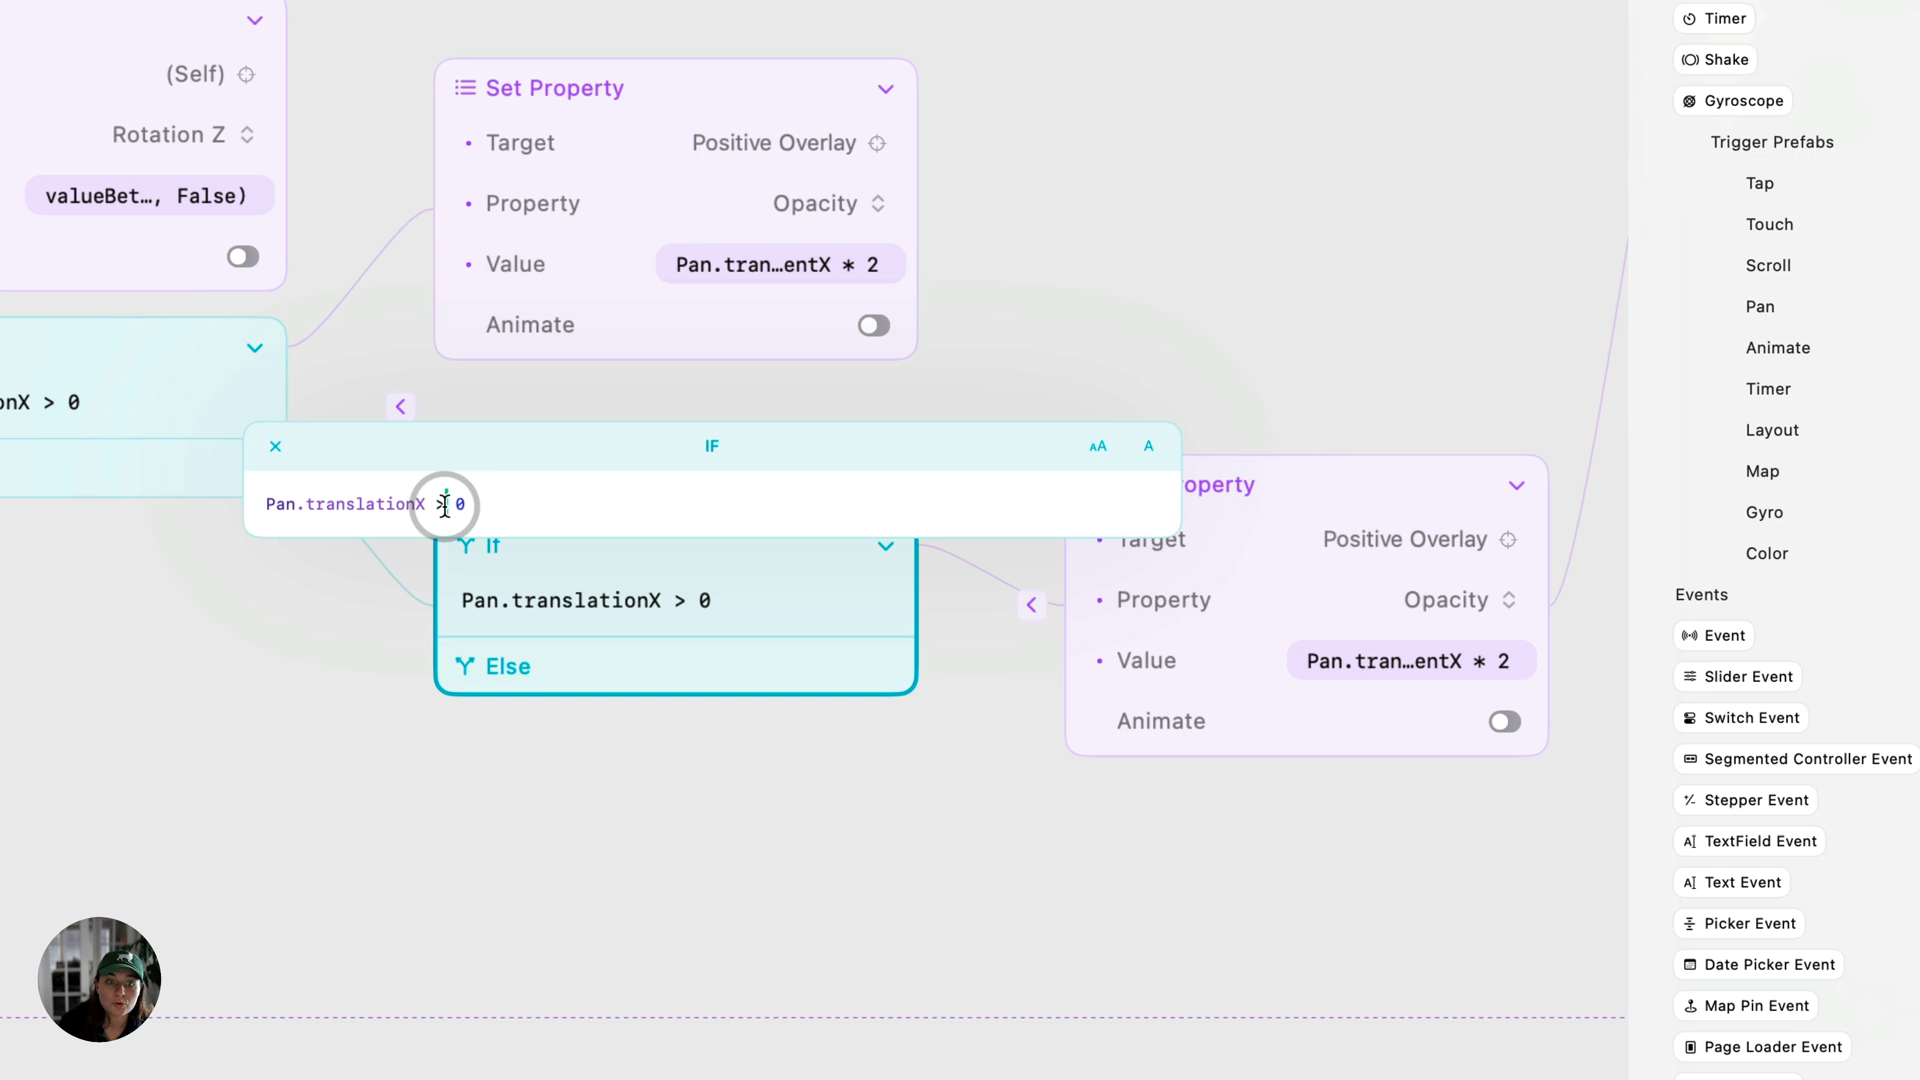 (Self)
Rotation Z
valueBet…, False)
onX > 0
Set Property
Target Positive Overlay
Property Opacity
Value Pan.tran…entX * 2
Animate
IF
AA A
Pan.translationX > 0
If
Pan.translationX > 0
Else
operty
Target Positive Overlay
Property Opacity
Value Pan.tran…entX * 2
Animate
Timer
Shake
Gyroscope
Trigger Prefabs
Tap
Touch
Scroll
Pan
Animate
Timer
Layout
Map
Gyro
Color
Events
Event
Slider Event
Switch Event
Segmented Controller Event
Stepper Event
TextField Event
Text Event
Picker Event
Date Picker Event
Map Pin Event
Page Loader Event